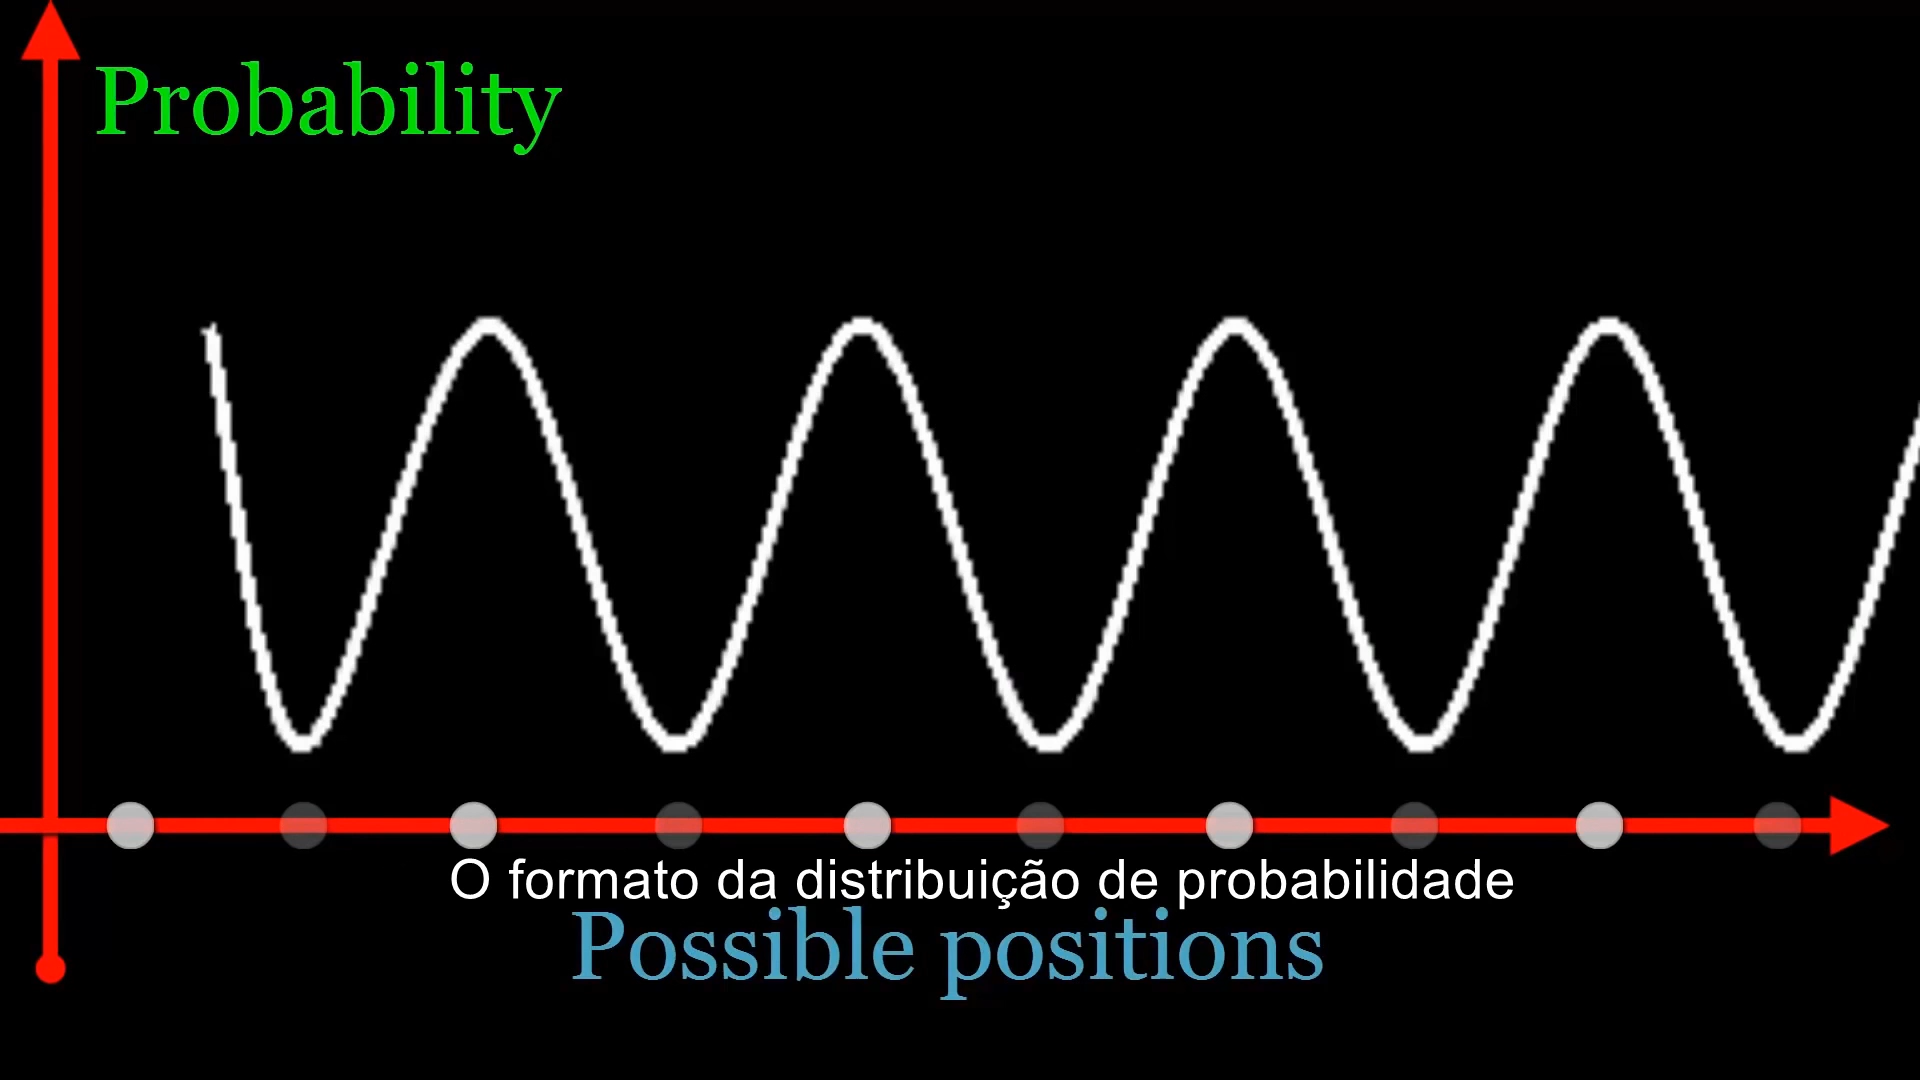 Probability
O formato da distribuição de probabilidade
Possible positions